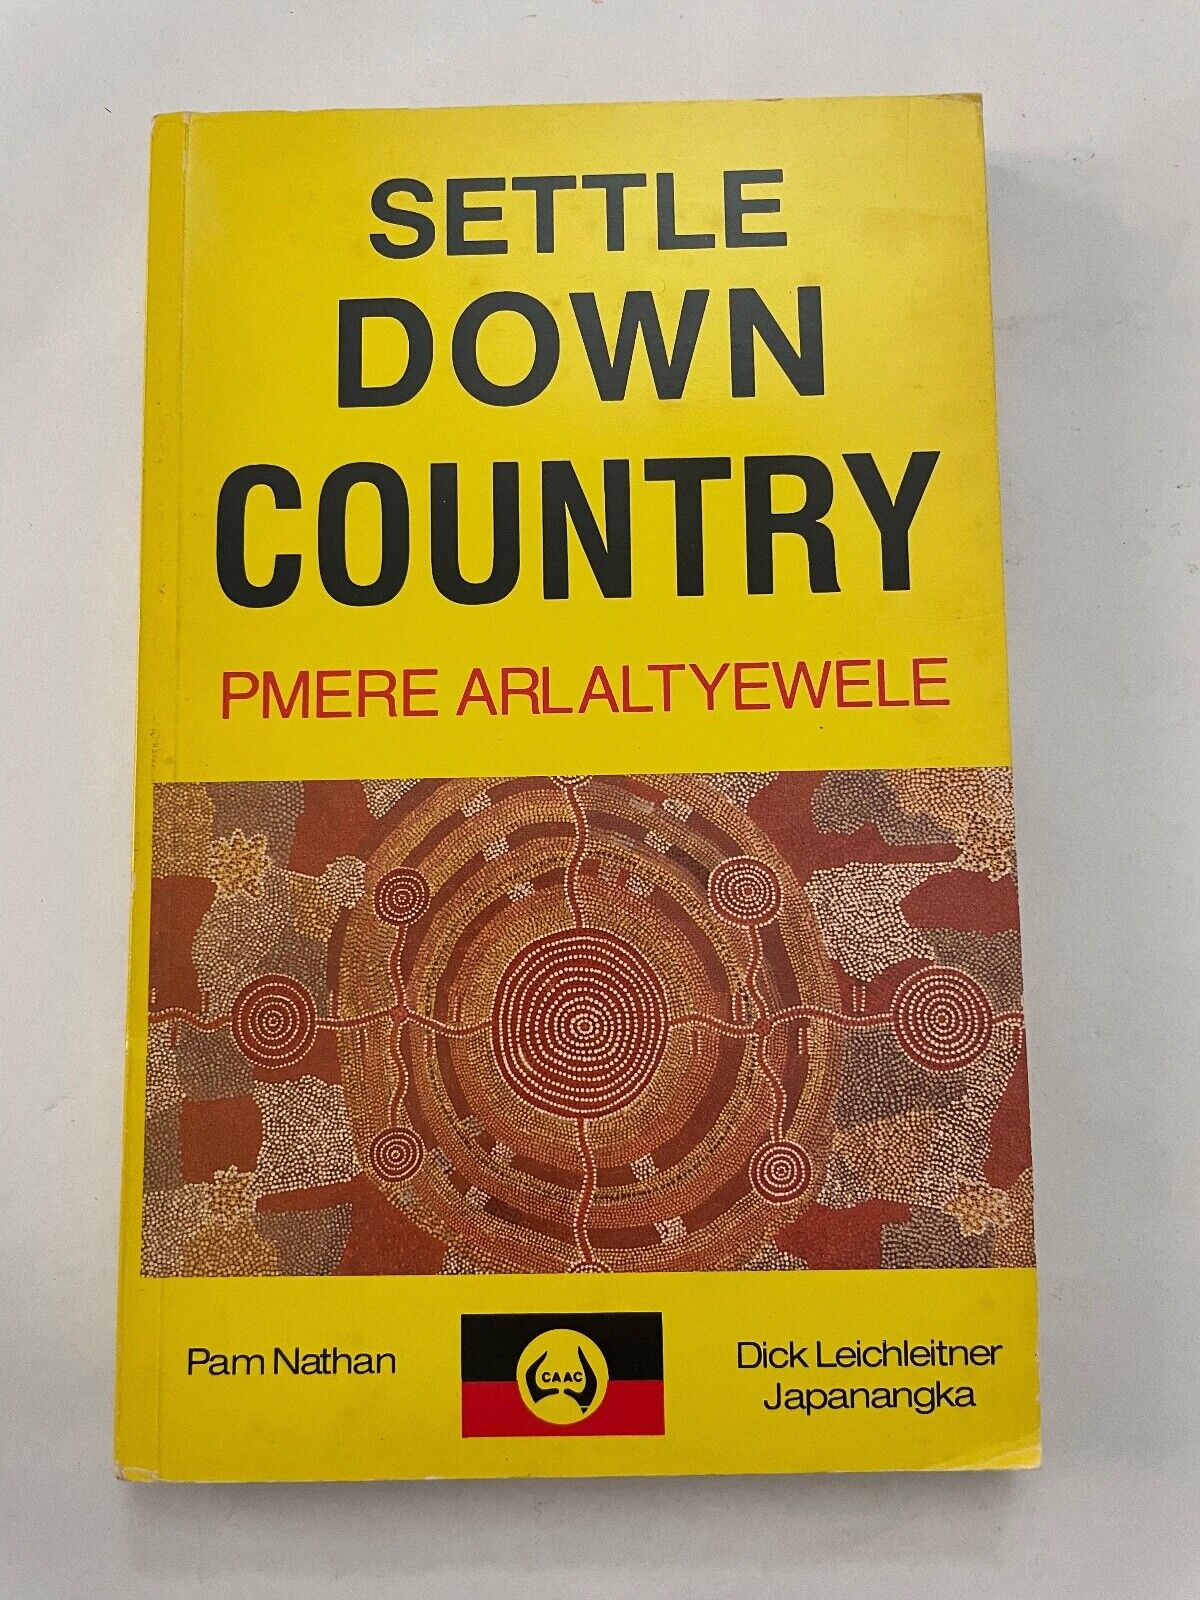 SETTLE
DOWN
COUNTRY
PMERE ARLALTYEWELE
Pam Nathan
CAAC
Dick Leichleitner
Japanangka